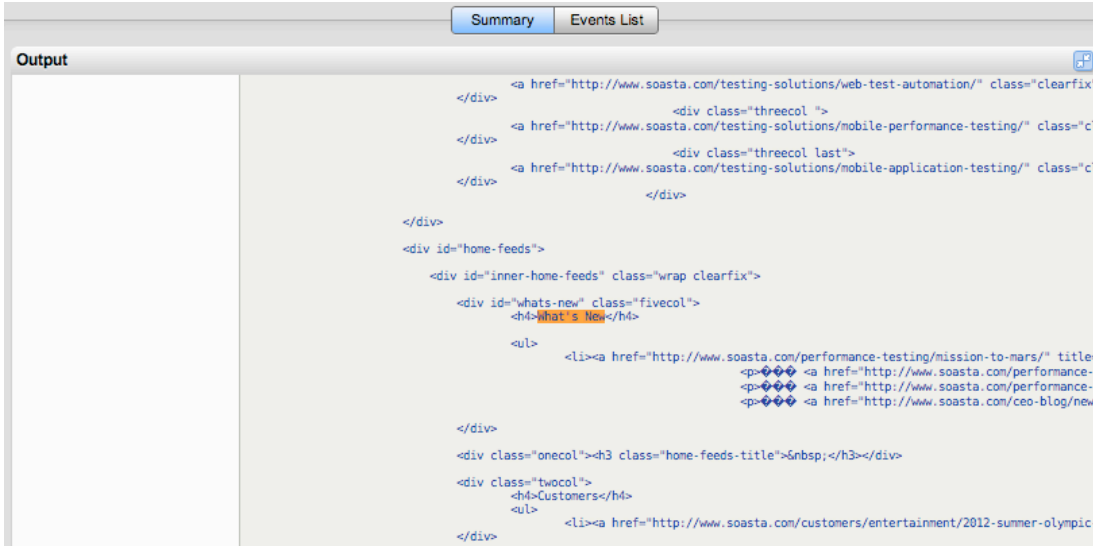 Summary
Events List
Output
<a href="http://www.soasta.com/testing-solutions/web-test-automation/" class="clearfix"
</div>
<div class="threecol ">
<a href="http://www.soasta.com/testing-solutions/mobile-performance-testing/" class="cl
</div>
<div class="threecol last">
<a href="http://www.soasta.com/testing-solutions/mobile-application-testing/" class="cl
</div>
</div>
</div>
<div id="home-feeds">
<div id="inner-home-feeds" class="wrap clearfix">
<div id="whats-new" class="fivecol">
<h4>What's New</h4>
<ul>
<li><a href="http://www.soasta.com/performance-testing/mission-to-mars/" title=
<p>��� <a href="http://www.soasta.com/performance-
<p>��� <a href="http://www.soasta.com/performance-
<p>��� <a href="http://www.soasta.com/ceo-blog/new
</div>
<div class="onecol"><h3 class="home-feeds-title">&nbsp;</h3></div>
<div class="twocol">
<h4>Customers</h4>
<ul>
<li><a href="http://www.soasta.com/customers/entertainment/2012-summer-olympic-
</div>